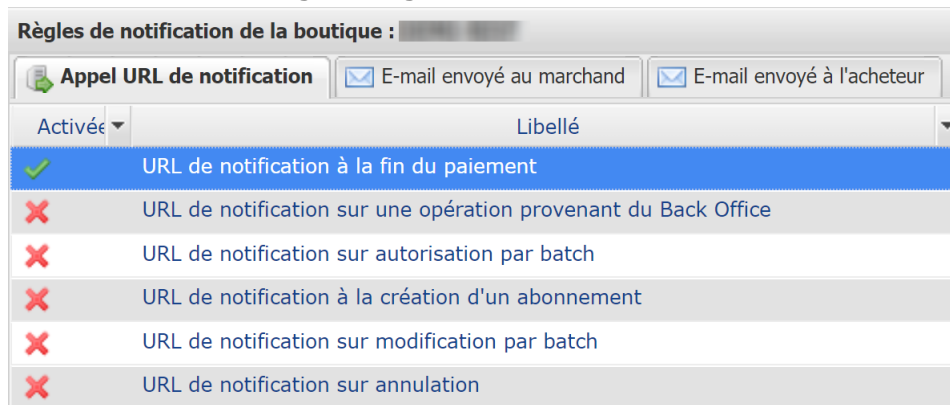 Règles de notification de la boutique :
Appel URL de notification E-mail envoyé au marchand E-mail envoyé à l'acheteur
Activée Libellé
URL de notification à la fin du paiement
URL de notification sur une opération provenant du Back Office
URL de notification sur autorisation par batch
URL de notification à la création d'un abonnement
URL de notification sur modification par batch
URL de notification sur annulation